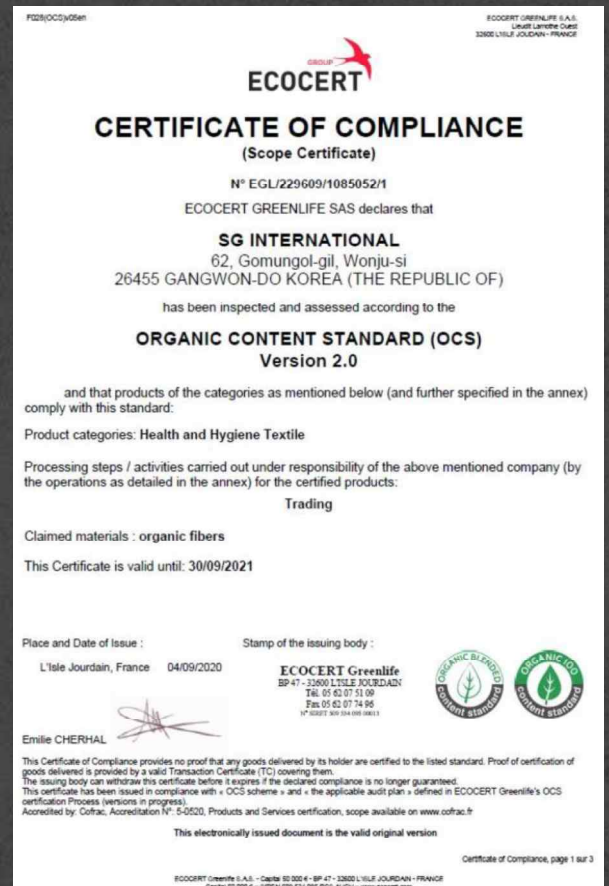 F028(OCS)v05en
ECOCERT GREENLIFE S.A.S.
Lieudit Lamothe Ouest
32600 L'ISLE JOUDAIN - FRANCE
GROUP
ECOCERT
CERTIFICATE OF COMPLIANCE
(Scope Certificate)
N° EGL/229609/1085052/1
ECOCERT GREENLIFE SAS declares that
SG INTERNATIONAL
62, Gomungol-gil, Wonju-si
26455 GANGWON-DO KOREA (THE REPUBLIC OF)
has been inspected and assessed according to the
ORGANIC CONTENT STANDARD (OCS)
Version 2.0
and that products of the categories as mentioned below (and further specified in the annex)
comply with this standard:
Product categories: Health and Hygiene Textile
Processing steps / activities carried out under responsibility of the above mentioned company (by
the operations as detailed in the annex) for the certified products:
Trading
Claimed materials : organic fibers
This Certificate is valid until: 30/09/2021
Place and Date of Issue :
Stamp of the issuing body :
L'Isle Jourdain, France 04/09/2020
ECOCERT Greenlife
BP 47 - 32600 L'ISLE JOURDAIN
Tél. 05 62 07 51 09
Fax 05 62 07 74 96
ORGANIC BLENDED
content standard
ORGANIC 100
content standard
Emilie CHERHAL
This Certificate of Compliance provides no proof that any goods delivered by its holder are certified to the listed standard. Proof of certification of
goods delivered is provided by a valid Transaction Certificate (TC) covering them.
The issuing body can withdraw this certificate before it expires if the declared compliance is no longer guaranteed.
This certificate has been issued in compliance with « OCS scheme » and « the applicable audit plan » defined in ECOCERT Greenlife's OCS
certification Process (versions in progress).
Accredited by: Cofrac, Accreditation N°: 5-0520, Products and Services certification, scope available on www.cofrac.fr
This electronically issued document is the valid original version
Certificate of Compliance, page 1 sur 3
ECOCERT Greenlife S.A.S. - Capital 50 000 € - BP 47 - 32600 L'ISLE JOURDAIN - FRANCE